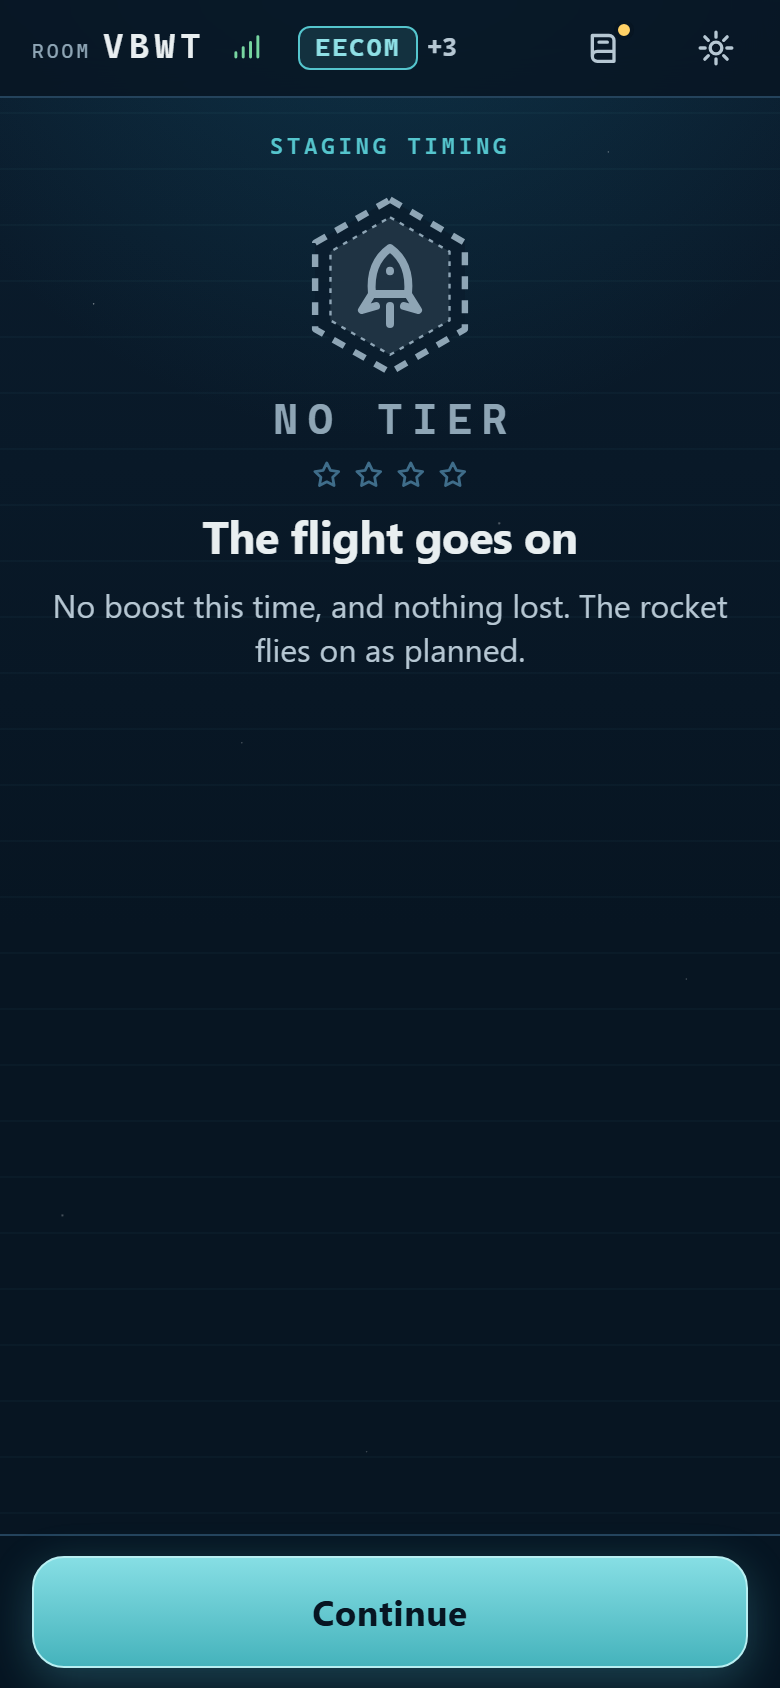 ROOM VBWT EECOM +3
STAGING TIMING
NO TIER
The flight goes on
No boost this time, and nothing lost. The rocket
flies on as planned.
Continue